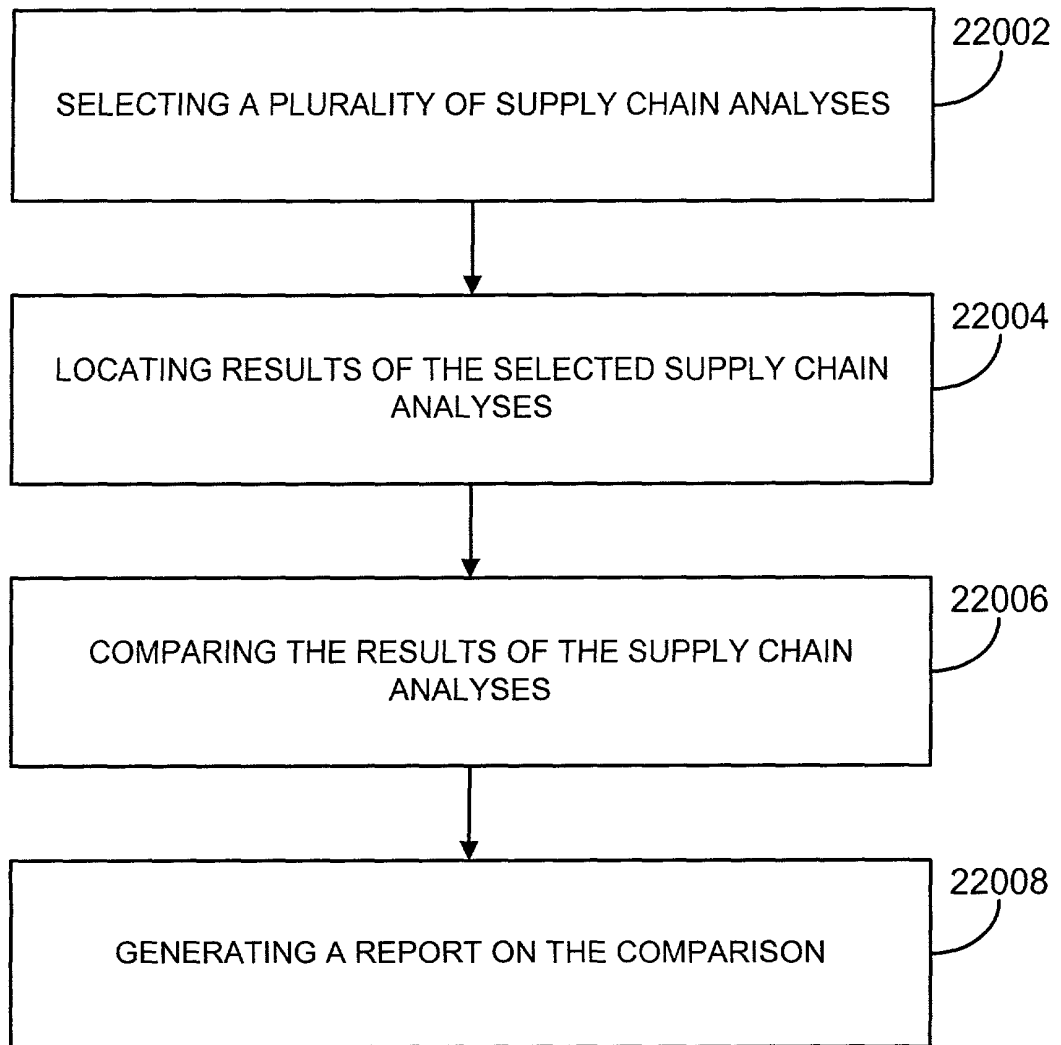 22002
SELECTING A PLURALITY OF SUPPLY CHAIN ANALYSES
22004
LOCATING RESULTS OF THE SELECTED SUPPLY CHAIN
ANALYSES
22006
COMPARING THE RESULTS OF THE SUPPLY CHAIN
ANALYSES
22008
GENERATING A REPORT ON THE COMPARISON